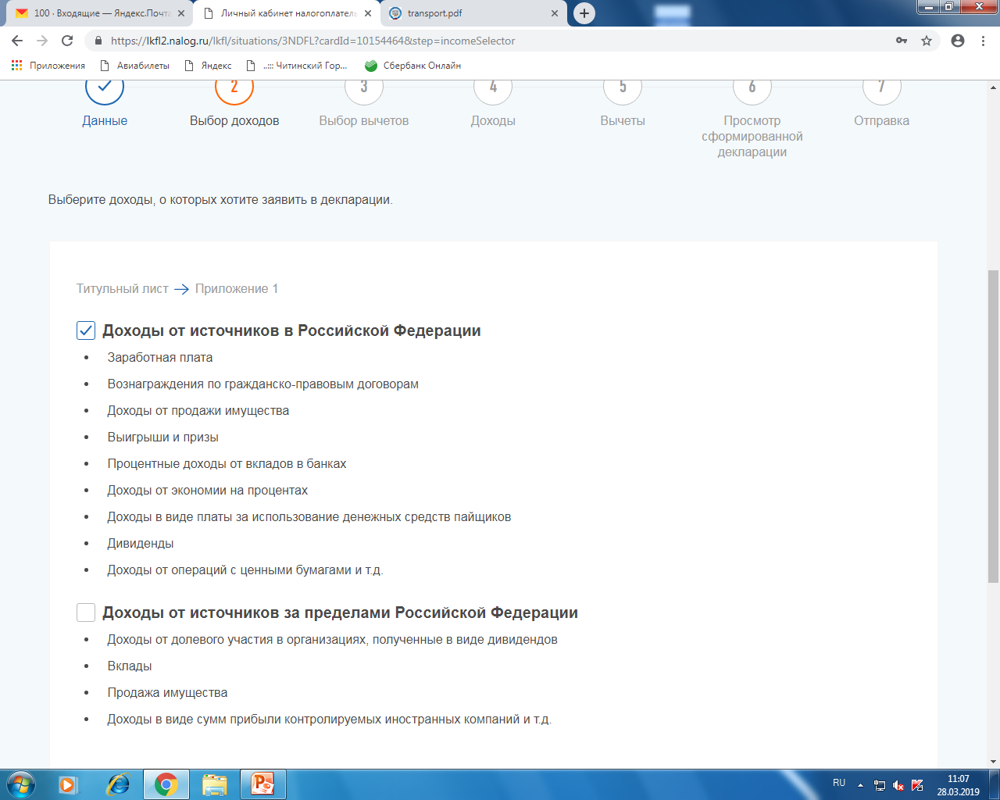 100 · Входящие — Яндекс.Почта
Личный кабинет налогоплатель
transport.pdf
https://lkfl2.nalog.ru/lkfl/situations/3NDFL?cardId=10154464&step=incomeSelector
Приложения
Авиабилеты
Яндекс
..::: Читинский Гор...
Сбербанк Онлайн
2
3
4
5
6
7
Данные
Выбор доходов
Выбор вычетов
Доходы
Вычеты
Просмотр
сформированной
декларации
Отправка
Выберите доходы, о которых хотите заявить в декларации.
Титульный лист
Приложение 1
Доходы от источников в Российской Федерации
Заработная плата
Вознаграждения по гражданско-правовым договорам
Доходы от продажи имущества
Выигрыши и призы
Процентные доходы от вкладов в банках
Доходы от экономии на процентах
Доходы в виде платы за использование денежных средств пайщиков
Дивиденды
Доходы от операций с ценными бумагами и т.д.
Доходы от источников за пределами Российской Федерации
Доходы от долевого участия в организациях, полученные в виде дивидендов
Вклады
Продажа имущества
Доходы в виде сумм прибыли контролируемых иностранных компаний и т.д.
RU
11:07
28.03.2019